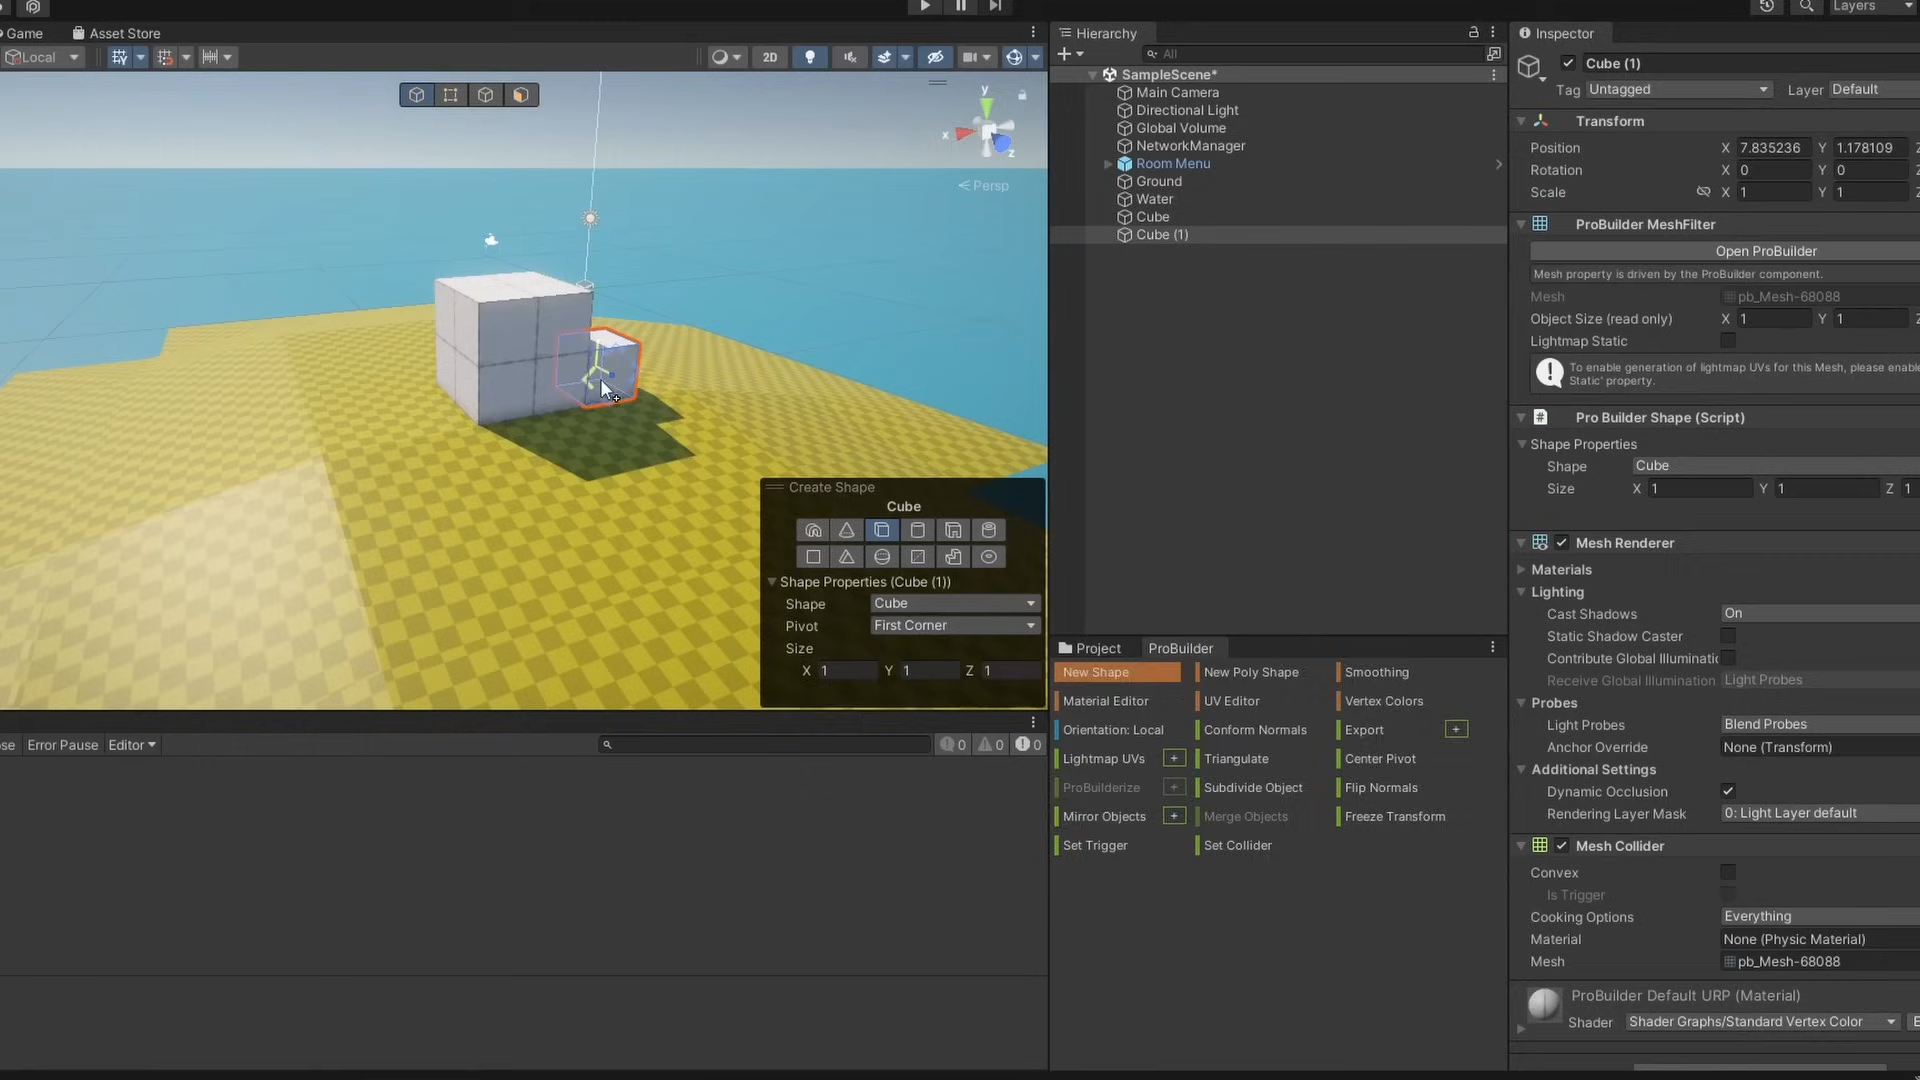 Layers
Game
Asset Store
Local
2D
y
x
z
Persp
Create Shape
Cube
Shape Properties (Cube (1))
Shape
Cube
Pivot
First Corner
Size
X 1 Y 1 Z 1
Error Pause
Editor
0
0
0
Hierarchy
All
SampleScene*
Main Camera
Directional Light
Global Volume
NetworkManager
Room Menu
Ground
Water
Cube
Cube (1)
Project
ProBuilder
New Shape
New Poly Shape
Smoothing
Material Editor
UV Editor
Vertex Colors
Orientation: Local
Conform Normals
Export
+
Lightmap UVs
+
Triangulate
Center Pivot
ProBuilderize
+
Subdivide Object
Flip Normals
Mirror Objects
+
Merge Objects
Freeze Transform
Set Trigger
Set Collider
Inspector
Cube (1)
Tag Untagged
Layer Default
Transform
Position X 7.835236 Y 1.178109
Rotation X 0 Y 0
Scale X 1 Y 1
ProBuilder MeshFilter
Open ProBuilder
Mesh property is driven by the ProBuilder component.
Mesh pb_Mesh-68088
Object Size (read only) X 1 Y 1
Lightmap Static
To enable generation of lightmap UVs for this Mesh, please enable
Static' property.
# Pro Builder Shape (Script)
Shape Properties
Shape Cube
Size X 1 Y 1 Z 1
Mesh Renderer
Materials
Lighting
Cast Shadows On
Static Shadow Caster
Contribute Global Illuminatic
Receive Global Illumination Light Probes
Probes
Light Probes Blend Probes
Anchor Override None (Transform)
Additional Settings
Dynamic Occlusion
Rendering Layer Mask 0: Light Layer default
Mesh Collider
Convex
Is Trigger
Cooking Options Everything
Material None (Physic Material)
Mesh pb_Mesh-68088
ProBuilder Default URP (Material)
Shader Shader Graphs/Standard Vertex Color